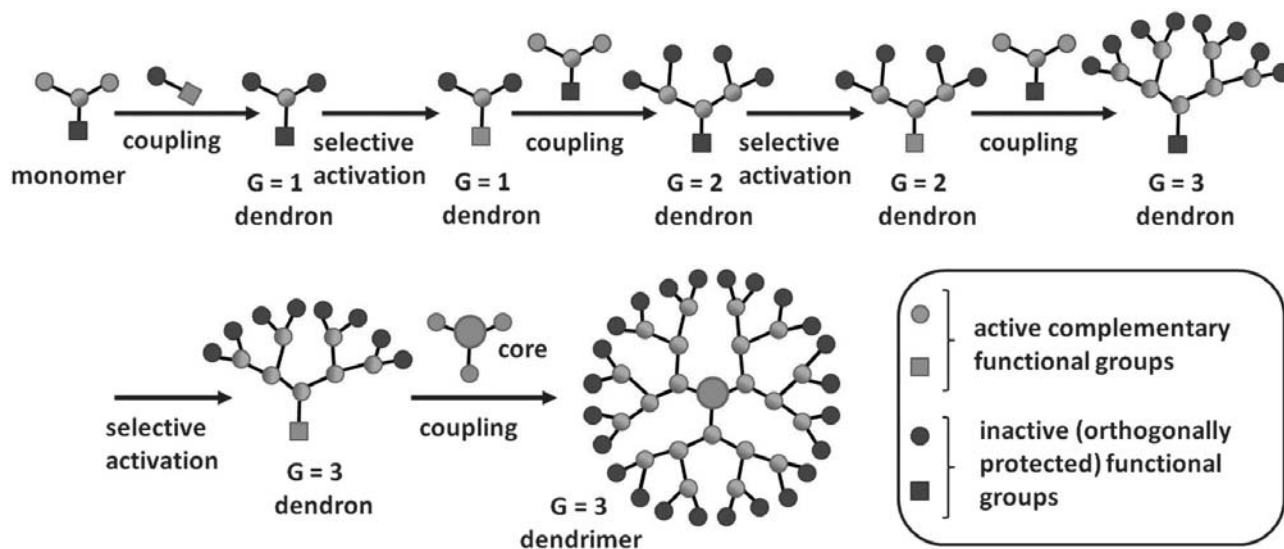 monomer
coupling
G = 1
dendron
selective
activation
G = 1
dendron
coupling
G = 2
dendron
selective
activation
G = 2
dendron
coupling
G = 3
dendron
selective
activation
G = 3
dendron
coupling
core
G = 3
dendrimer
active complementary
functional groups
inactive (orthogonally
protected) functional
groups